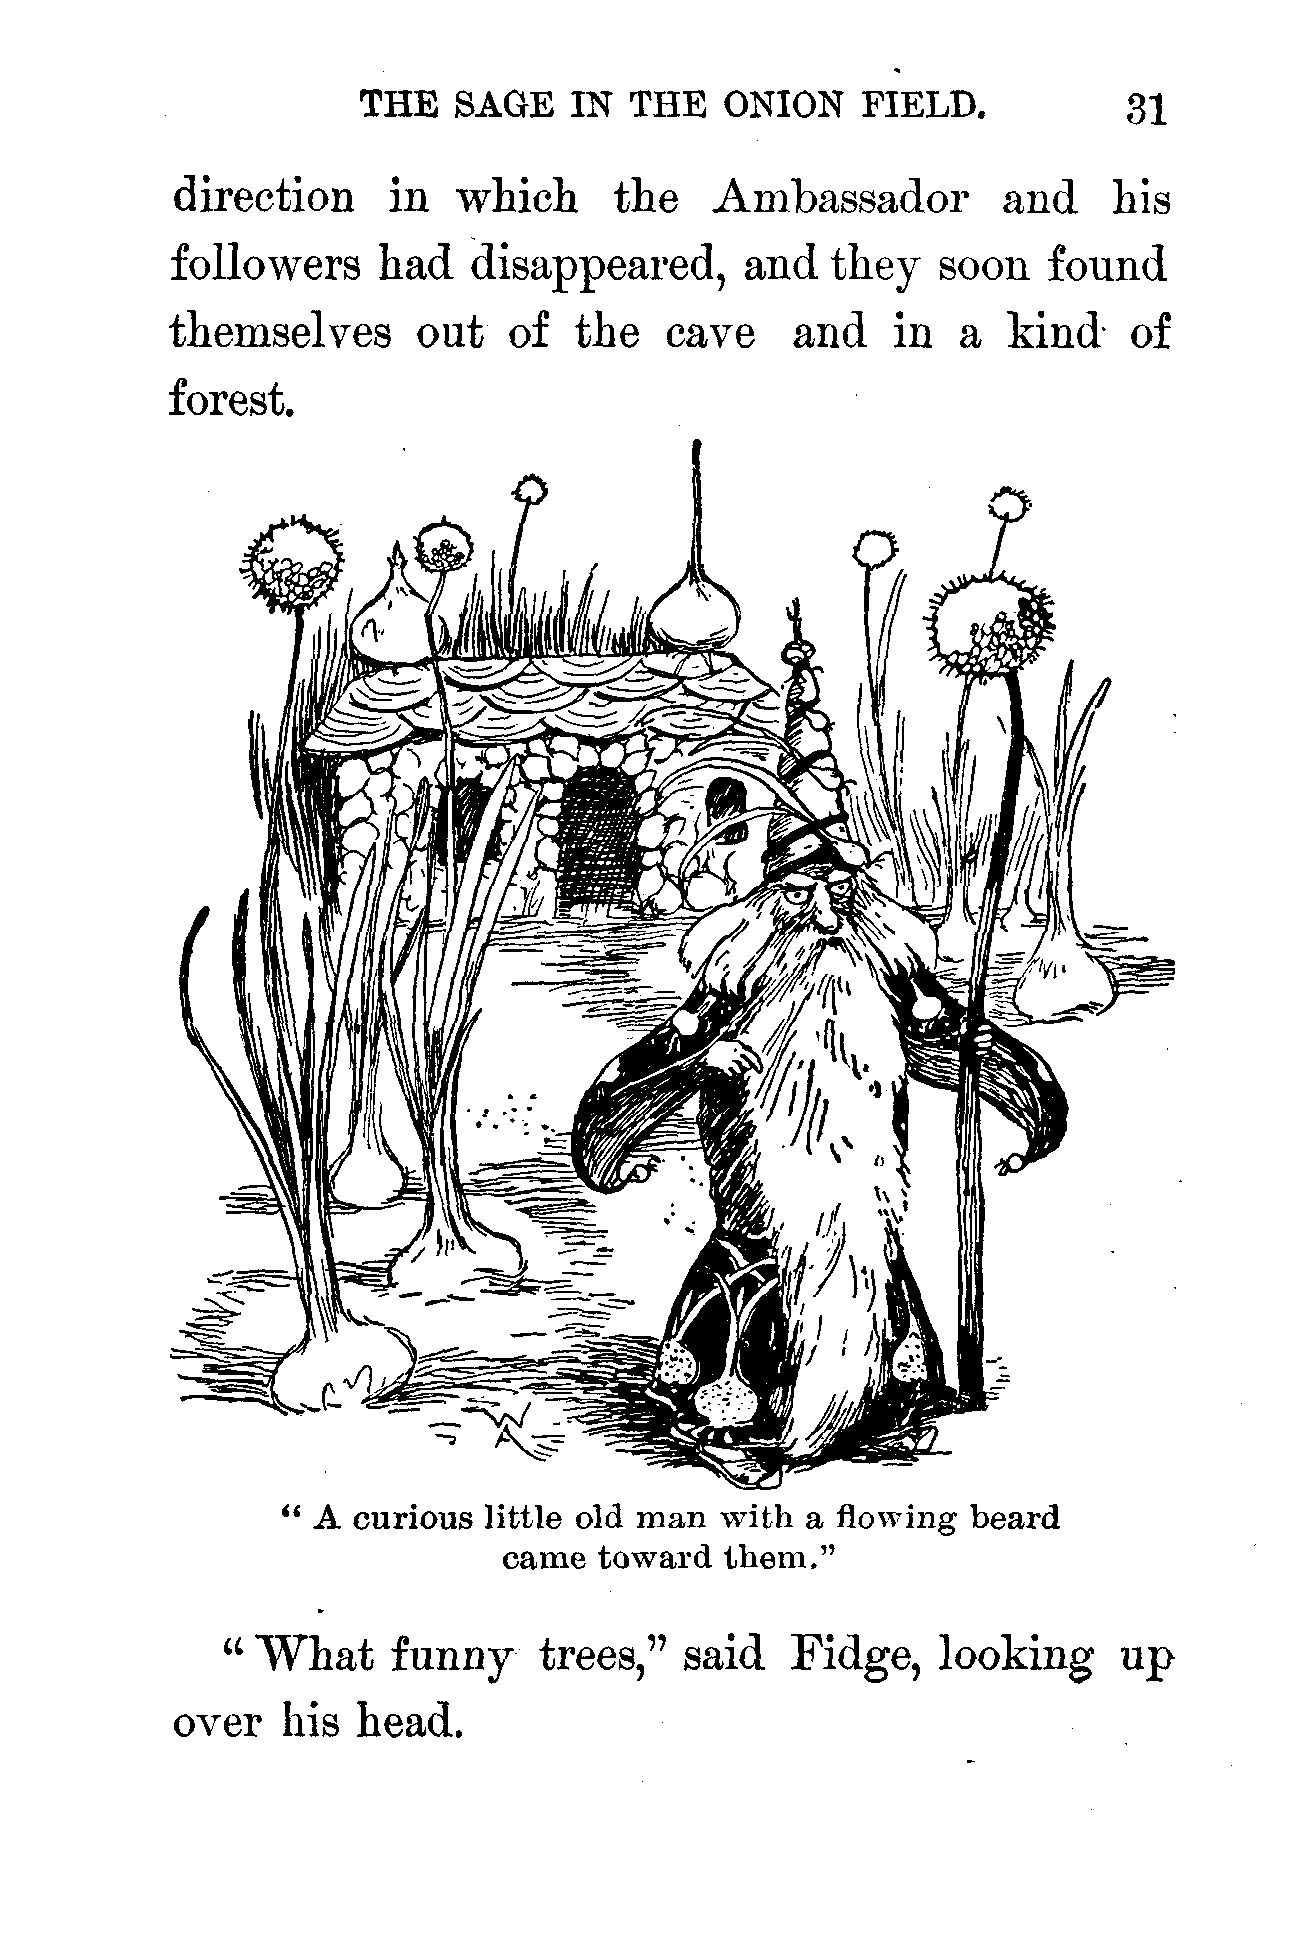 THE SAGE IN THE ONION FIELD. 31
direction in which the Ambassador and his
followers had disappeared, and they soon found
themselves out of the cave and in a kind of
forest.
“ A curious little old man with a flowing beard
came toward them.”
“ What funny trees,” said Fidge, looking up
over his head.